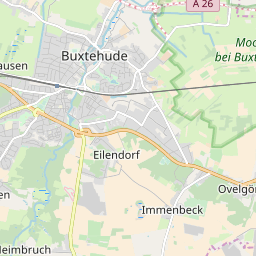 A 26
Buxtehude
Moo
bei Buxt
ausen
Eilendorf
Ovelgön
en
Immenbeck
Heimbruch